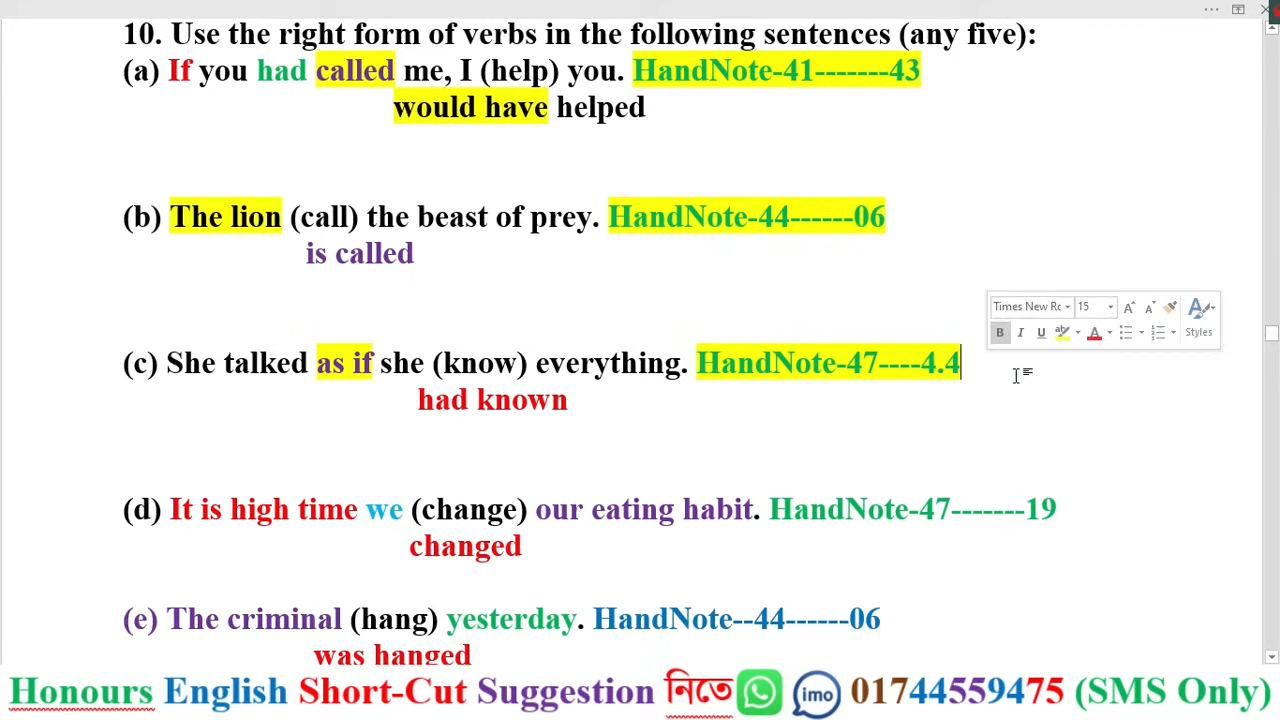 10. Use the right form of verbs in the following sentences (any five):
(a) If you had called me, I (help) you. HandNote-41-------43
would have helped
(b) The lion (call) the beast of prey. HandNote-44------06
is called
Times New Ro 15
Styles
(c) She talked as if she (know) everything. HandNote-47----4.4
had known
(d) It is high time we (change) our eating habit. HandNote-47-------19
changed
(e) The criminal (hang) yesterday. HandNote--44------06
was hanged
Honours English Short-Cut Suggestion নিতে imo 01744559475 (SMS Only)